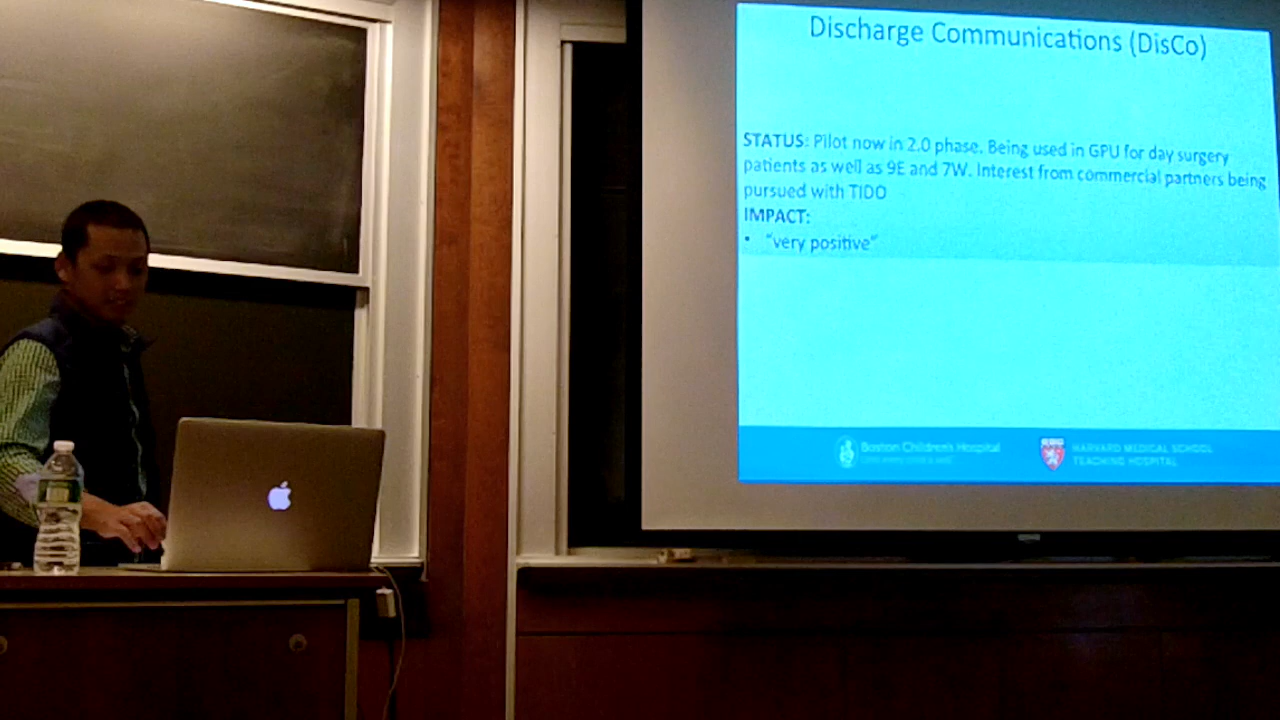 Discharge Communications (DisCo)
STATUS: Pilot now in 2.0 phase. Being used in GPU for day surgery
patients as well as 9E and 7W. Interest from commercial partners being
pursued with TIDO
IMPACT:
• "very positive"
Boston Children's Hospital
HARVARD MEDICAL SCHOOL
TEACHING HOSPITAL